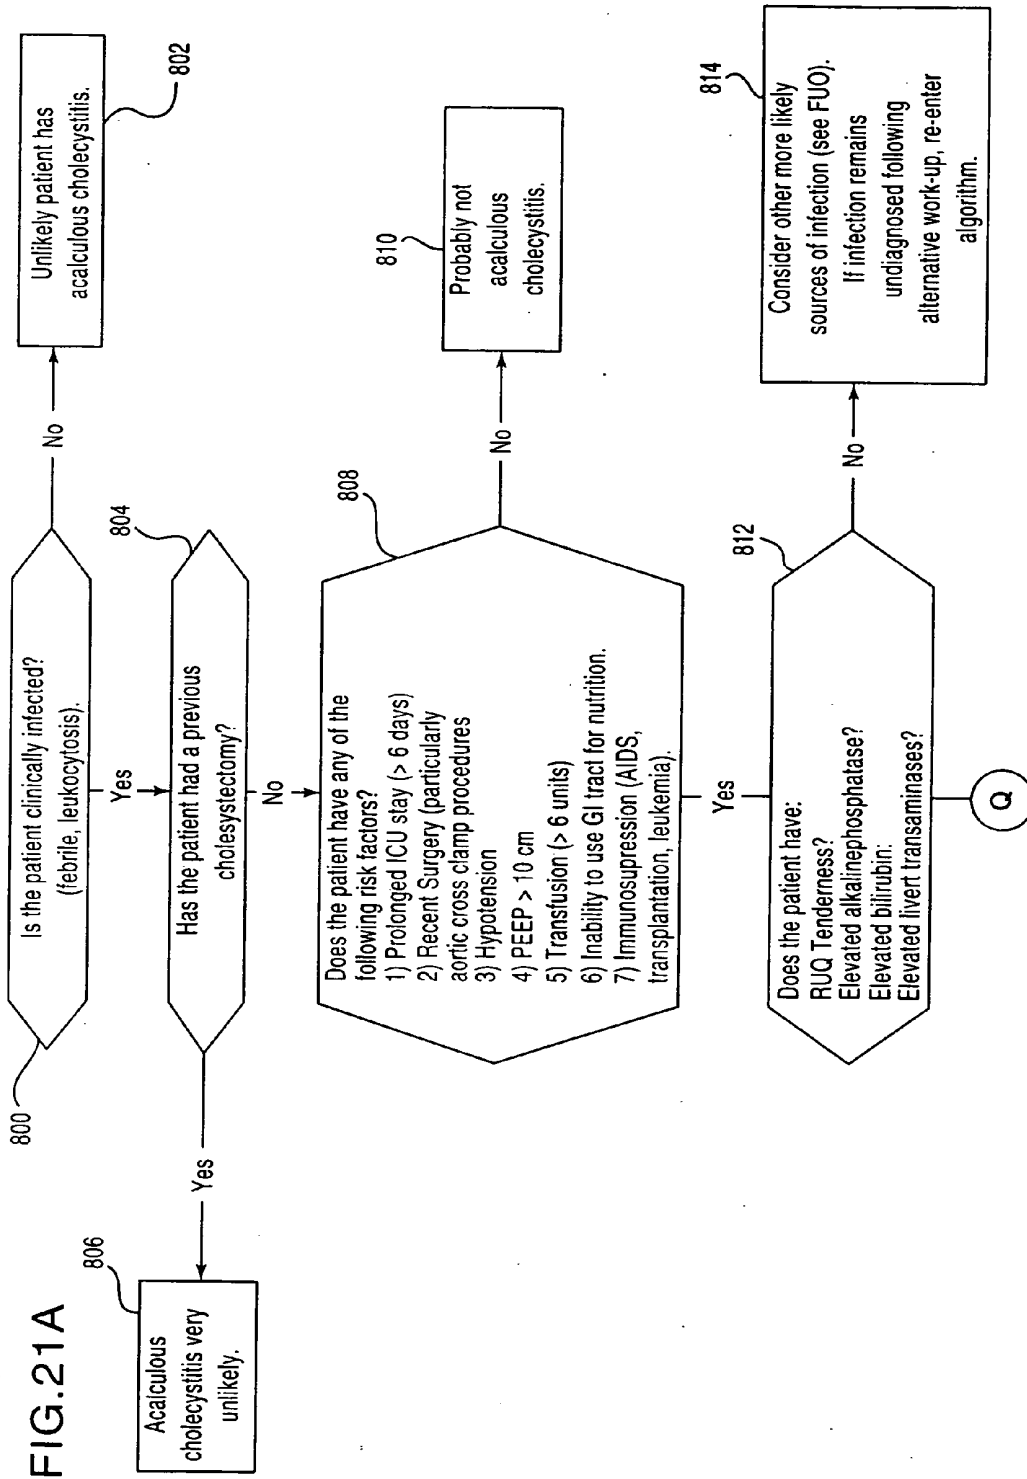 FIG.21A
800
Is the patient clinically infected?
(febrile, leukocytosis).
No
Unlikely patient has
acalculous cholecystitis.
802
Yes
804
Has the patient had a previous
cholesystectomy?
Yes
806
Acalculous
cholecystitis very
unlikely.
No
808
Does the patient have any of the
following risk factors?
1) Prolonged ICU stay (> 6 days)
2) Recent Surgery (particularly
aortic cross clamp procedures
3) Hypotension
4) PEEP > 10 cm
5) Transfusion (> 6 units)
6) Inability to use GI tract for nutrition.
7) Immunosupression (AIDS,
transplantation, leukemia).
No
810
Probably not
acalculous
cholecystitis.
Yes
812
Does the patient have:
RUQ Tenderness?
Elevated alkalinephosphatase?
Elevated bilirubin:
Elevated livert transaminases?
No
814
Consider other more likely
sources of infection (see FUO).
If infection remains
undiagnosed following
alternative work-up, re-enter
algorithm.
Q